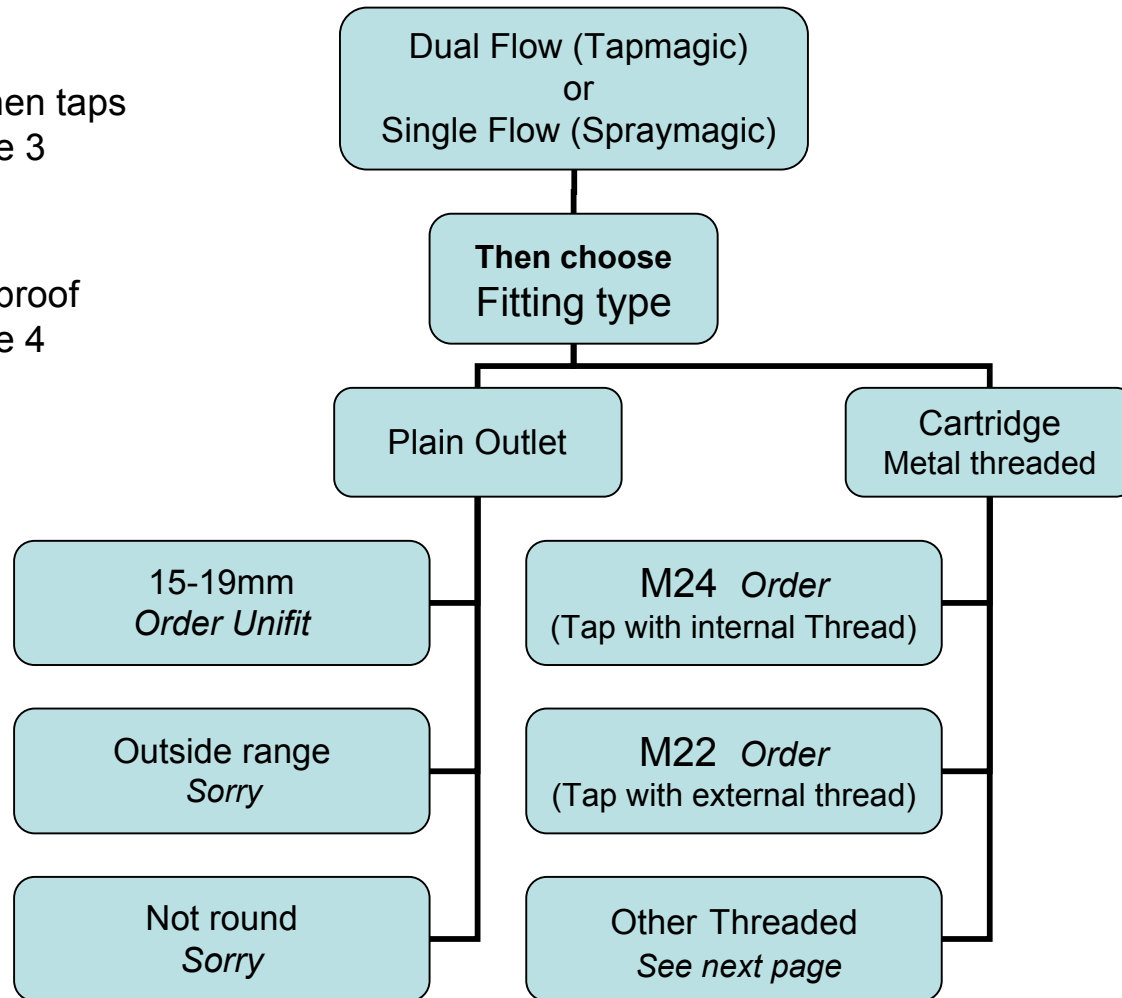 taps
3
4
Dual Flow (Tapmagic)
or
Single Flow (Spraymagic)
Then choose
Fitting type
Plain Outlet
Cartridge
Metal threaded
15-19mm
Order Unifit
M24 Order
(Tap with internal Thread)
Outside range
Sorry
M22 Order
(Tap with external thread)
Not round
Sorry
Other Threaded
See next page